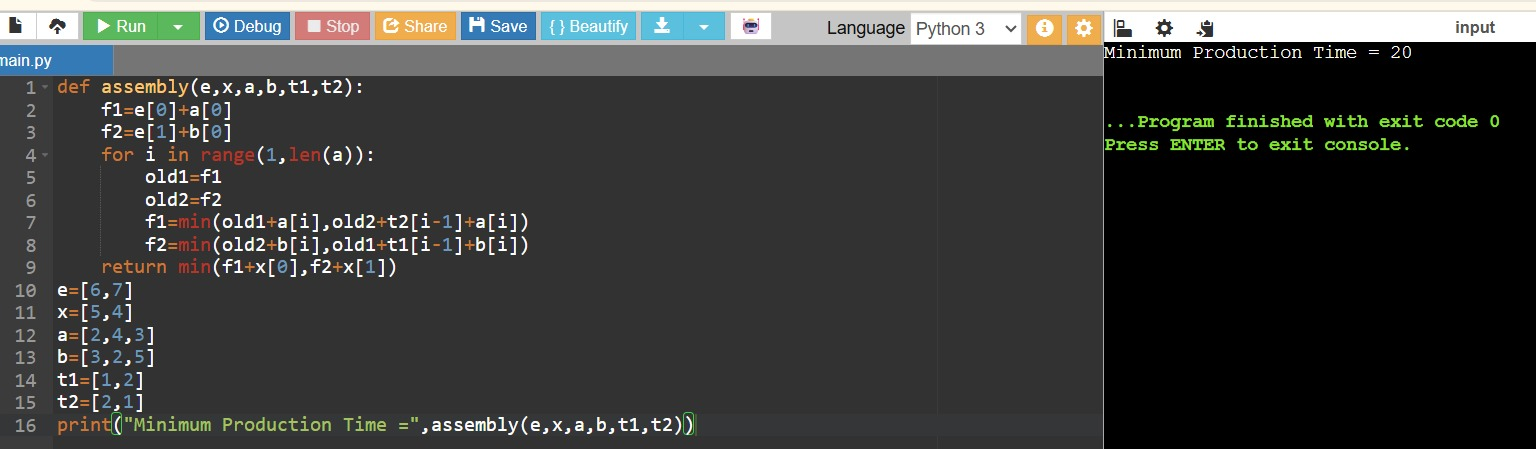 Run Debug Stop Share Save { } Beautify Language Python 3 input
main.py
1 def assembly(e,x,a,b,t1,t2):
2     f1=e[0]+a[0]
3     f2=e[1]+b[0]
4     for i in range(1,len(a)):
5         old1=f1
6         old2=f2
7         f1=min(old1+a[i],old2+t2[i-1]+a[i])
8         f2=min(old2+b[i],old1+t1[i-1]+b[i])
9     return min(f1+x[0],f2+x[1])
10 e=[6,7]
11 x=[5,4]
12 a=[2,4,3]
13 b=[3,2,5]
14 t1=[1,2]
15 t2=[2,1]
16 print("Minimum Production Time =",assembly(e,x,a,b,t1,t2))
Minimum Production Time = 20
...Program finished with exit code 0
Press ENTER to exit console.